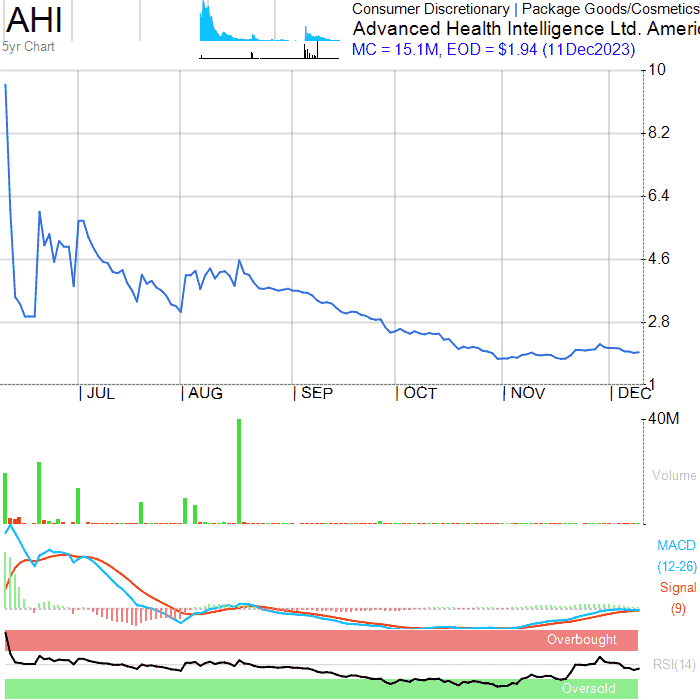 AHI
5yr Chart
Consumer Discretionary | Package Goods/Cosmetics
Advanced Health Intelligence Ltd. Americ
MC = 15.1M, EOD = $1.94 (11Dec2023)
10
8.2
6.4
4.6
2.8
1
JUL
AUG
SEP
OCT
NOV
DEC
40M
Volume
MACD
(12-26)
Signal
(9)
Overbought
RSI(14)
Oversold